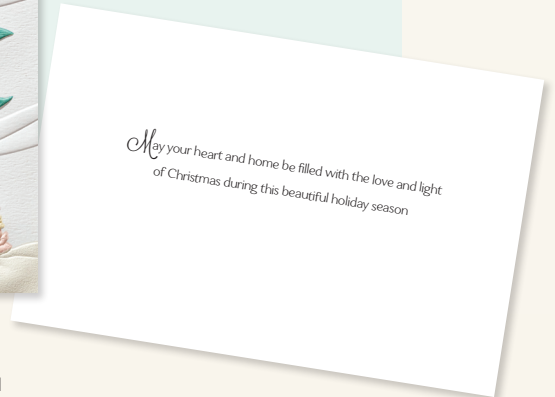 May your heart and home be filled with the love and light
of Christmas during this beautiful holiday season